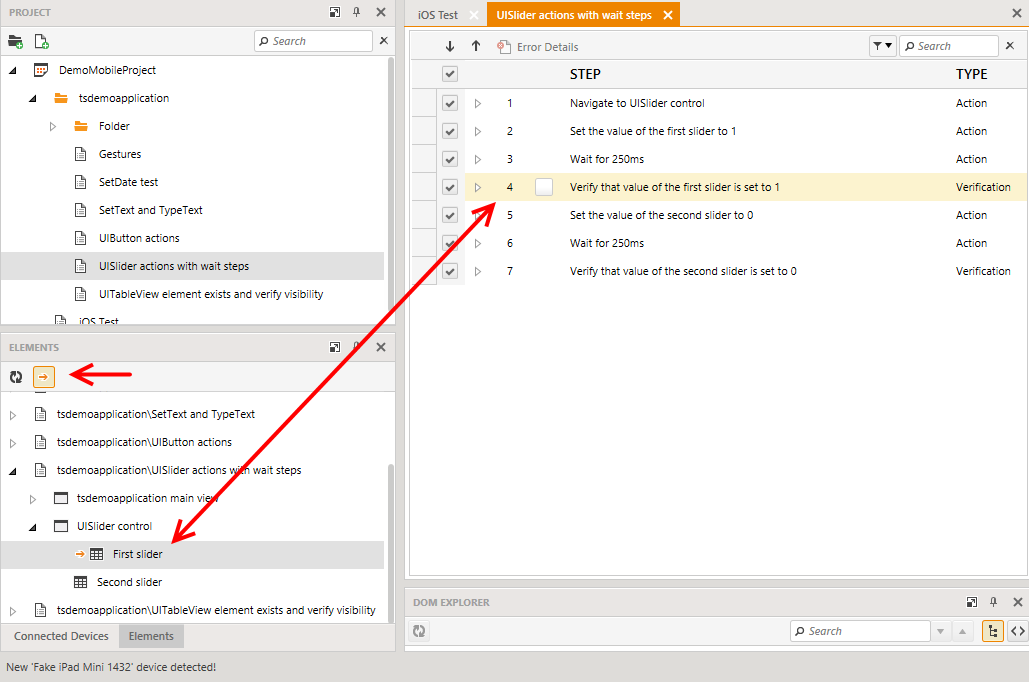 PROJECT
Search
DemoMobileProject
tsdemoapplication
Folder
Gestures
SetDate test
SetText and TypeText
UIButton actions
UISlider actions with wait steps
UITableView element exists and verify visibility
iOS Test
ELEMENTS
tsdemoapplication\SetText and TypeText
tsdemoapplication\UIButton actions
tsdemoapplication\UISlider actions with wait steps
tsdemoapplication main view
UISlider control
First slider
Second slider
tsdemoapplication\UITableView element exists and verify visibility
Connected Devices Elements
iOS Test UISlider actions with wait steps
Error Details Search
STEP TYPE
1 Navigate to UISlider control Action
2 Set the value of the first slider to 1 Action
3 Wait for 250ms Action
4 Verify that value of the first slider is set to 1 Verification
5 Set the value of the second slider to 0 Action
6 Wait for 250ms Action
7 Verify that value of the second slider is set to 0 Verification
DOM EXPLORER
Search
New 'Fake iPad Mini 1432' device detected!